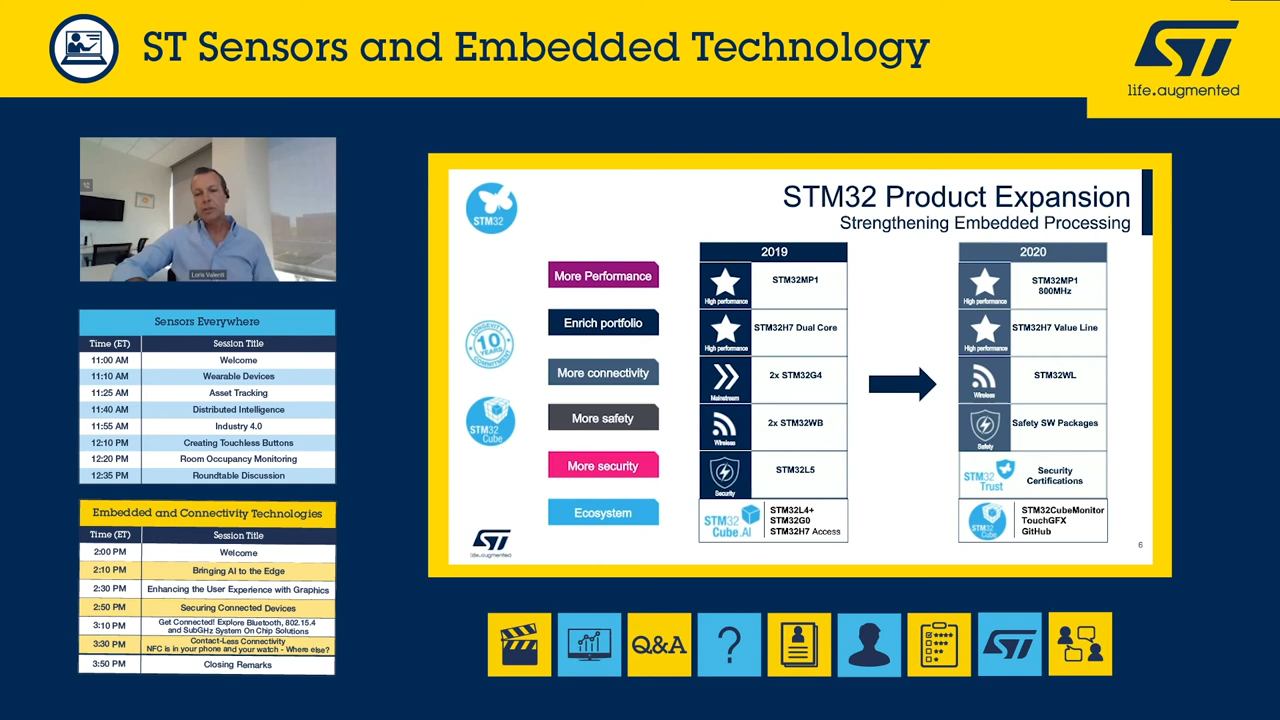 ST Sensors and Embedded Technology
ST
life.augmented
Loris Valenti
Sensors Everywhere
Time (ET) Session Title
11:00 AM Welcome
11:10 AM Wearable Devices
11:25 AM Asset Tracking
11:40 AM Distributed Intelligence
11:55 AM Industry 4.0
12:10 PM Creating Touchless Buttons
12:20 PM Room Occupancy Monitoring
12:35 PM Roundtable Discussion
Embedded and Connectivity Technologies
Time (ET) Session Title
2:00 PM Welcome
2:10 PM Bringing AI to the Edge
2:30 PM Enhancing the User Experience with Graphics
2:50 PM Securing Connected Devices
3:10 PM Get Connected! Explore Bluetooth, 802.15.4
and SubGHz System On Chip Solutions
3:30 PM Contact-Less Connectivity
NFC is in your phone and your watch - Where else?
3:50 PM Closing Remarks
STM32
STM32 Product Expansion
Strengthening Embedded Processing
LONGEVITY
10
YEARS
COMMITMENT
STM32
Cube
ST
life.augmented
More Performance
Enrich portfolio
More connectivity
More safety
More security
Ecosystem
2019
High performance STM32MP1
High performance STM32H7 Dual Core
Mainstream 2x STM32G4
Wireless 2x STM32WB
Security STM32L5
STM32
Cube.AI
STM32L4+
STM32G0
STM32H7 Access
2020
High performance STM32MP1
800MHz
High performance STM32H7 Value Line
Wireless STM32WL
Safety Safety SW Packages
STM32
Trust
Security
Certifications
STM32
Cube
STM32CubeMonitor
TouchGFX
GitHub
6
Q&A
?
ST